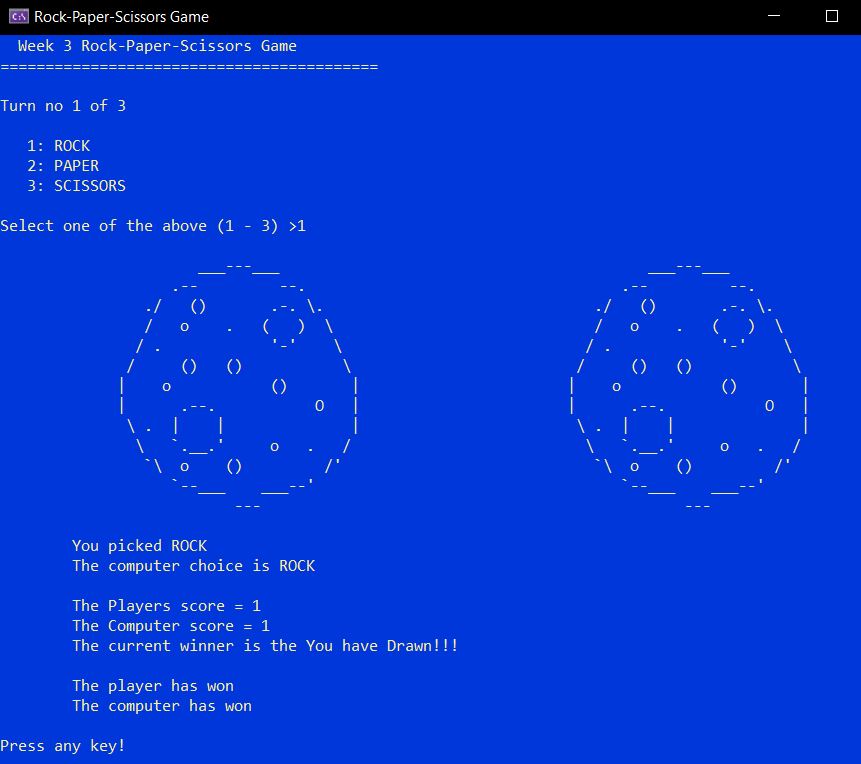 Rock-Paper-Scissors Game
Week 3 Rock-Paper-Scissors Game
==========================================
Turn no 1 of 3
1: ROCK
2: PAPER
3: SCISSORS
Select one of the above (1 - 3) >1
You picked ROCK
The computer choice is ROCK
The Players score = 1
The Computer score = 1
The current winner is the You have Drawn!!!
The player has won
The computer has won
Press any key!